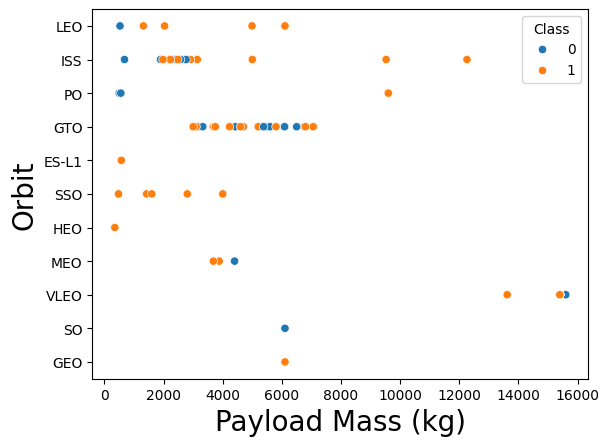 LEO
ISS
PO
GTO
ES-L1
SSO
HEO
MEO
VLEO
SO
GEO
Orbit
Class
0
1
0 2000 4000 6000 8000 10000 12000 14000 16000
Payload Mass (kg)